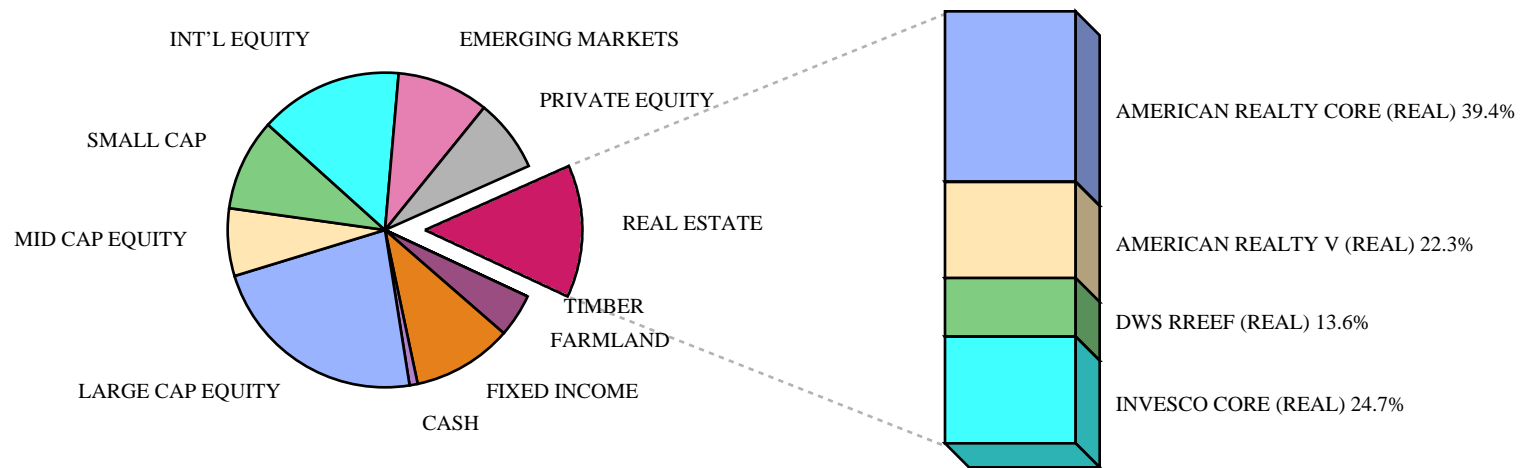 INT'L EQUITY
EMERGING MARKETS
PRIVATE EQUITY
SMALL CAP
REAL ESTATE
MID CAP EQUITY
TIMBER
FARMLAND
LARGE CAP EQUITY
FIXED INCOME
CASH
AMERICAN REALTY CORE (REAL) 39.4%
AMERICAN REALTY V (REAL) 22.3%
DWS RREEF (REAL) 13.6%
INVESCO CORE (REAL) 24.7%